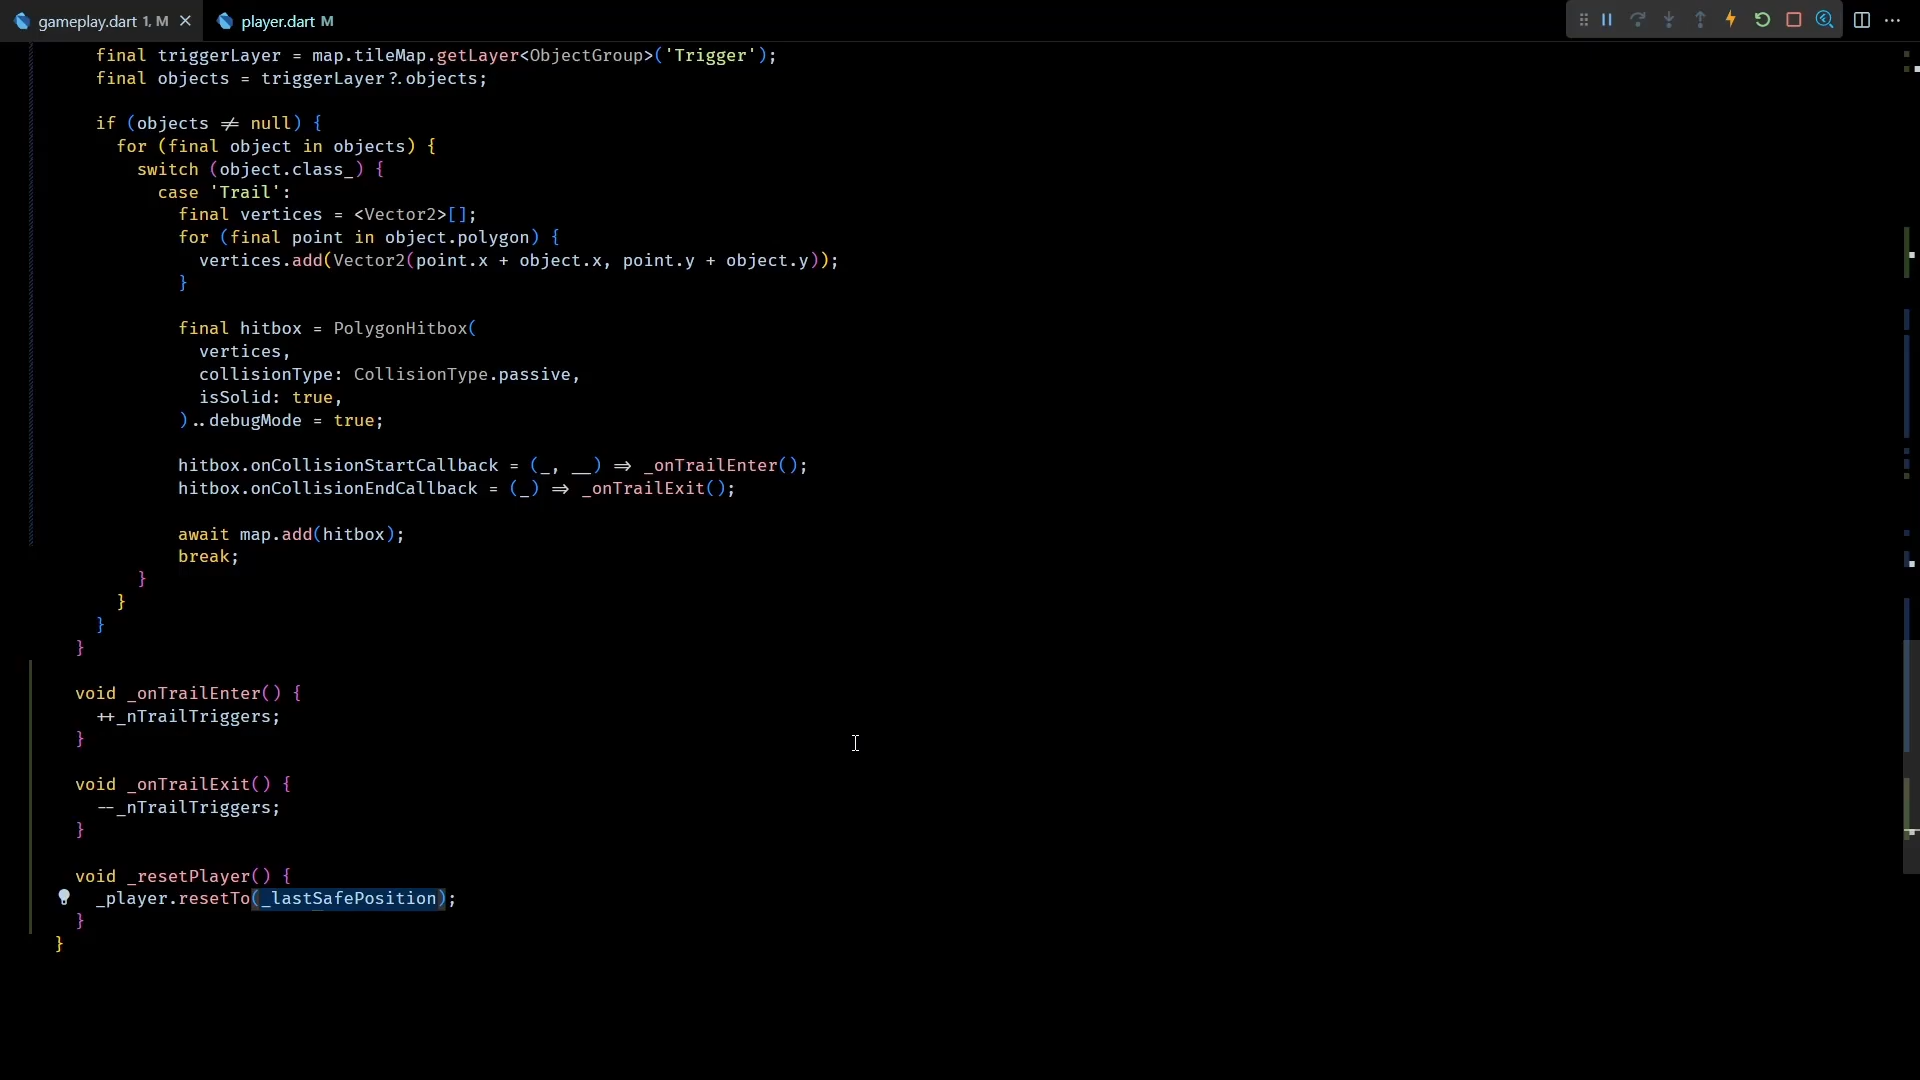 gameplay.dart 1, M player.dart M
final triggerLayer = map.tileMap.getLayer<ObjectGroup>('Trigger');
final objects = triggerLayer?.objects;
if (objects != null) {
for (final object in objects) {
switch (object.class_) {
case 'Trail':
final vertices = <Vector2>[];
for (final point in object.polygon) {
vertices.add(Vector2(point.x + object.x, point.y + object.y));
}
final hitbox = PolygonHitbox(
vertices,
collisionType: CollisionType.passive,
isSolid: true,
)..debugMode = true;
hitbox.onCollisionStartCallback = (_, __) => _onTrailEnter();
hitbox.onCollisionEndCallback = (_) => _onTrailExit();
await map.add(hitbox);
break;
}
}
}
}
void _onTrailEnter() {
++_nTrailTriggers;
}
void _onTrailExit() {
--_nTrailTriggers;
}
void _resetPlayer() {
_player.resetTo(_lastSafePosition);
}
}